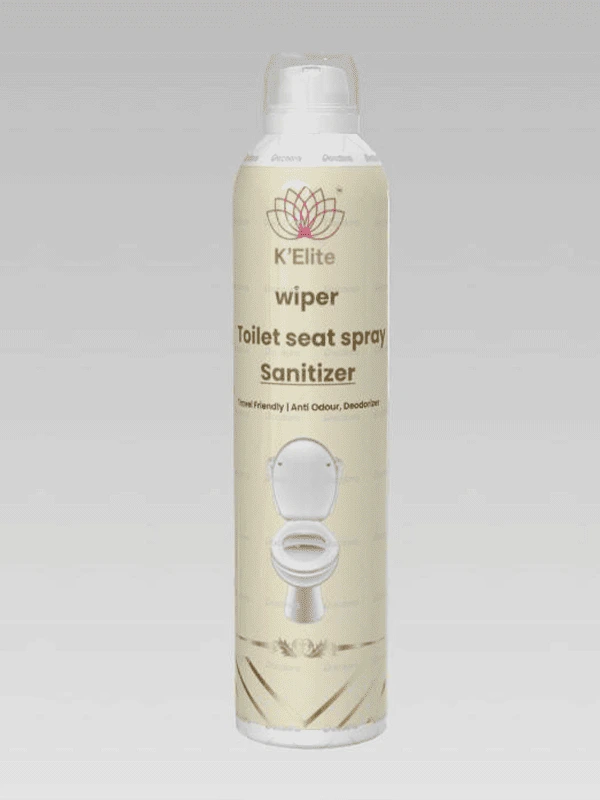 K'Elite
wiper
Toilet seat spray
Sanitizer
Travel Friendly | Anti Odour, Deodorizer